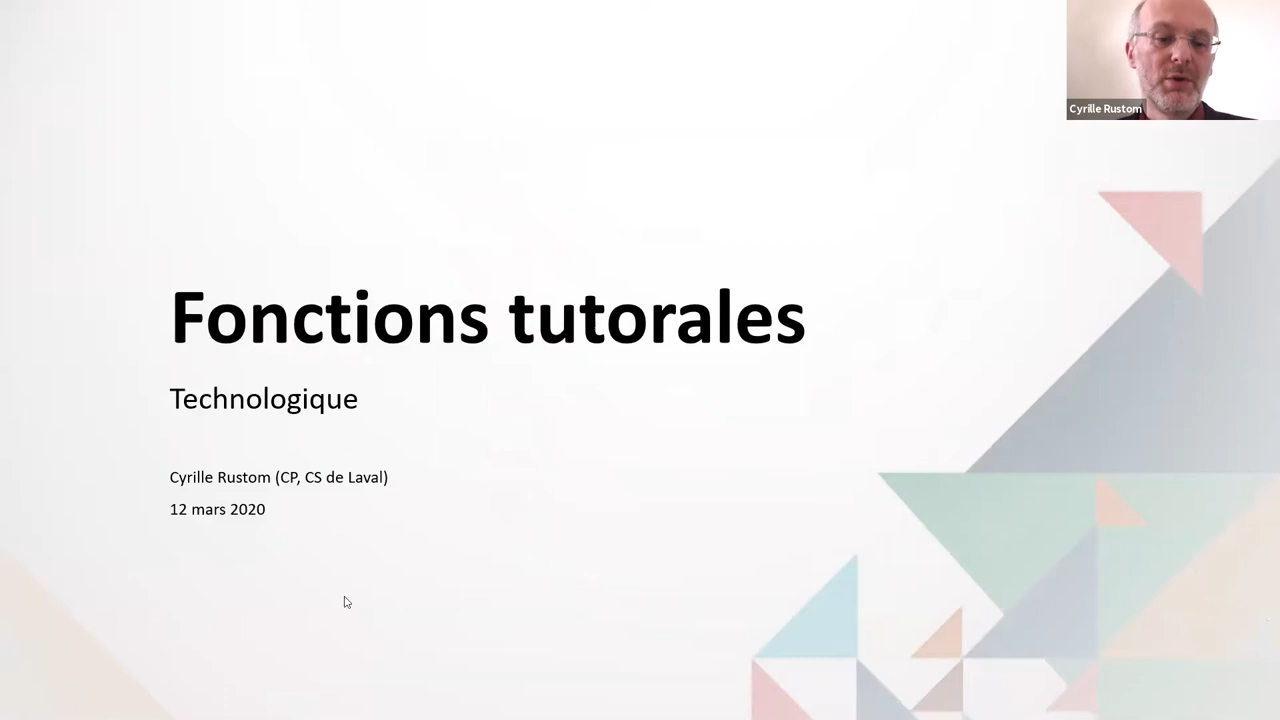 Cyrille Rustom
Fonctions tutorales
Technologique
Cyrille Rustom (CP, CS de Laval)
12 mars 2020